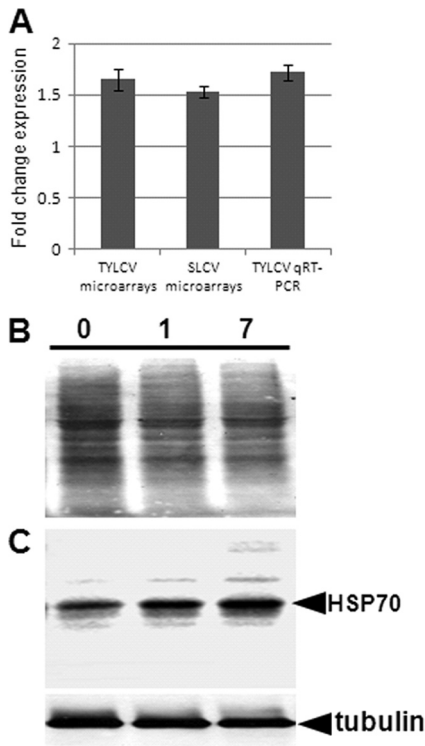 A
Fold change expression
2
1.5
1
0.5
0
TYLCV microarrays
SLCV microarrays
TYLCV qRT-PCR
B
0 1 7
C
HSP70
tubulin